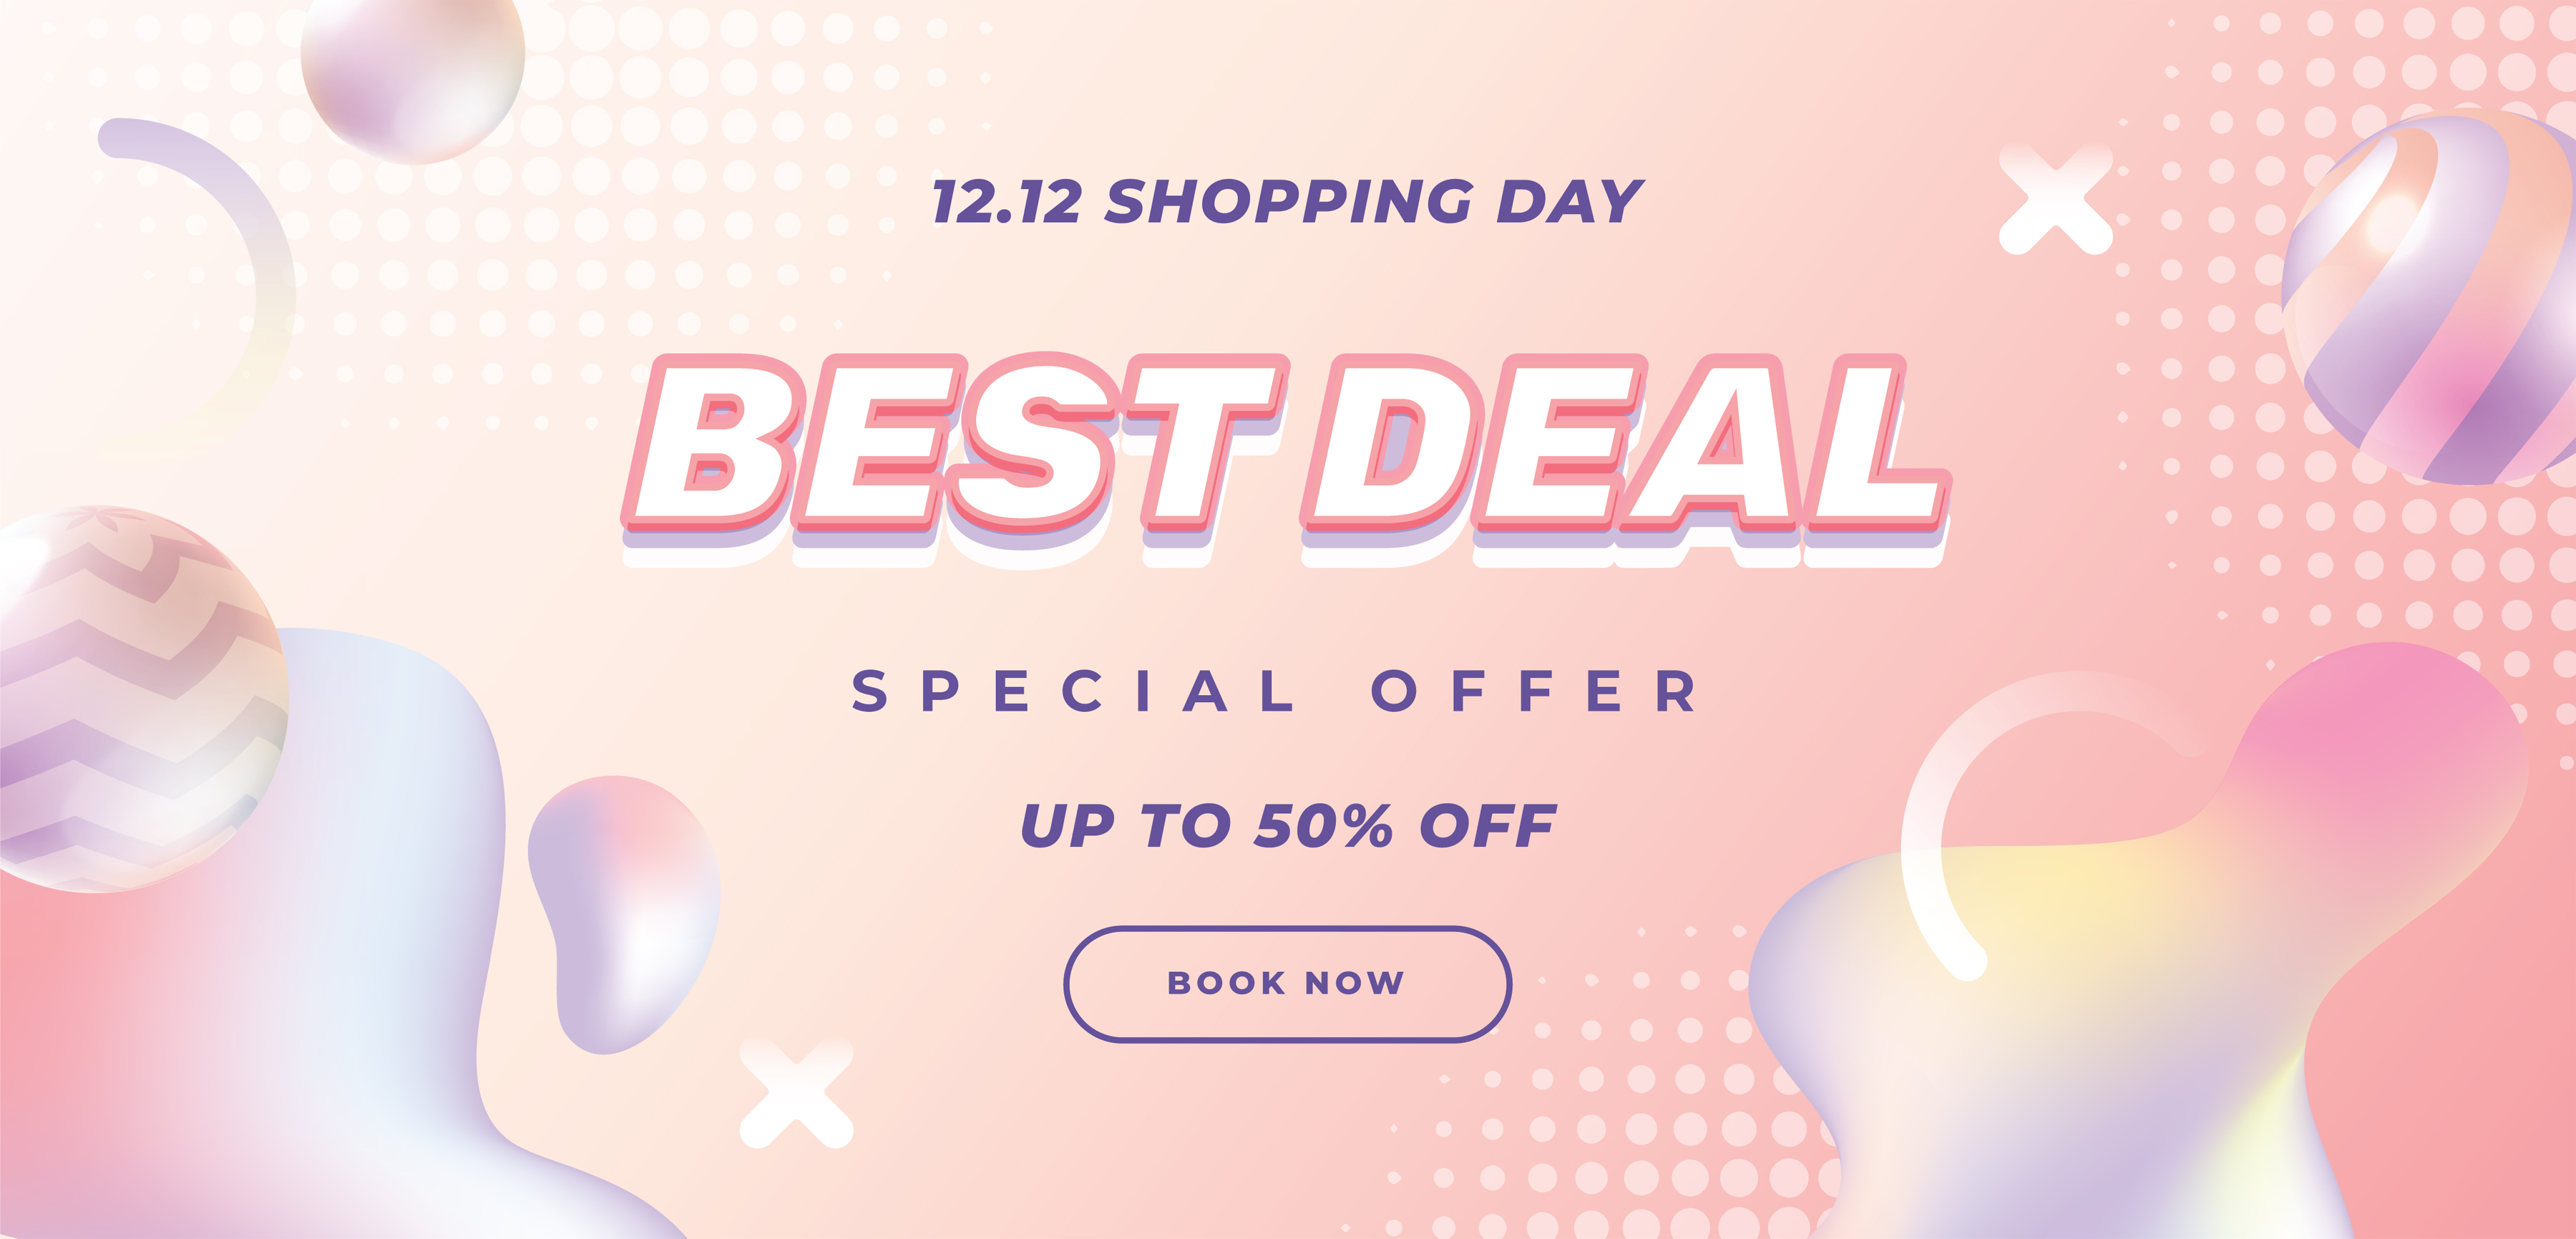 12.12 SHOPPING DAY
BEST DEAL
SPECIAL OFFER
UP TO 50% OFF
BOOK NOW